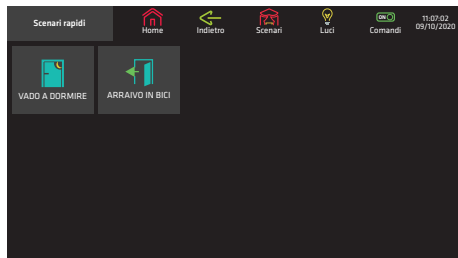 Scenari rapidi
Home
Indietro
Scenari
Luci
ON
Comandi
11:07:02
09/10/2020
VADO A DORMIRE
ARRAIVO IN BICI